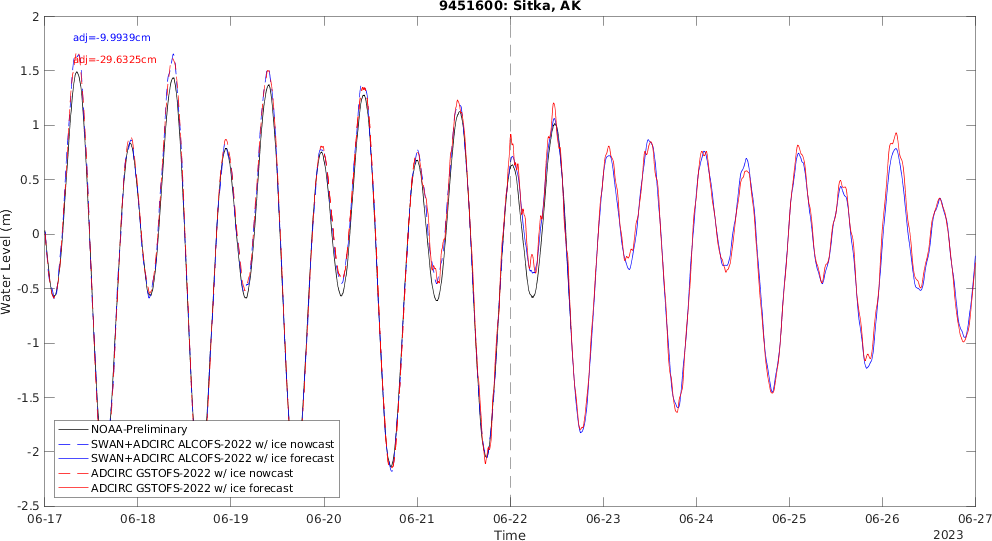 9451600: Sitka, AK
adj=-9.9939cm
adj=-29.6325cm
Water Level (m)
2
1.5
1
0.5
0
-0.5
-1
-1.5
-2
-2.5
NOAA-Preliminary
SWAN+ADCIRC ALCOFS-2022 w/ ice nowcast
SWAN+ADCIRC ALCOFS-2022 w/ ice forecast
ADCIRC GSTOFS-2022 w/ ice nowcast
ADCIRC GSTOFS-2022 w/ ice forecast
06-17 06-18 06-19 06-20 06-21 06-22 06-23 06-24 06-25 06-26 06-27
Time
2023